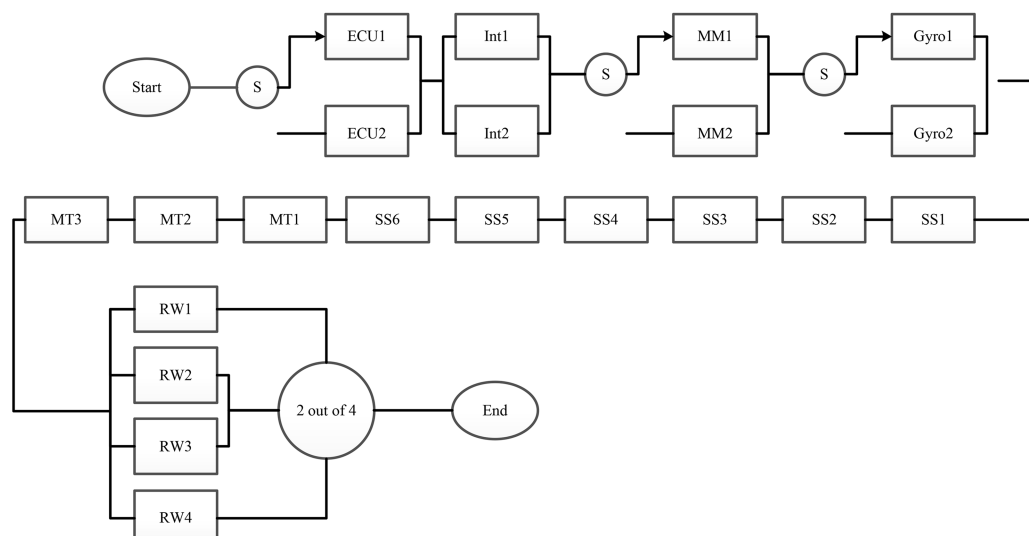 Start
S
ECU1
ECU2
Int1
Int2
S
MM1
MM2
S
Gyro1
Gyro2
MT3
MT2
MT1
SS6
SS5
SS4
SS3
SS2
SS1
RW1
RW2
RW3
RW4
2 out of 4
End